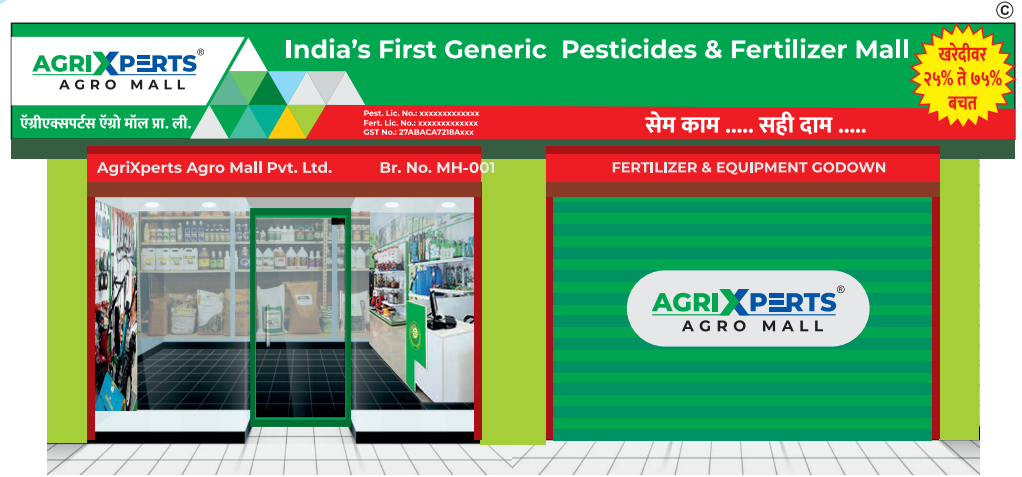 ©
AGRIXPERTS®
AGRO MALL
ऍग्रीएक्सपर्टस ऍग्रो मॉल प्रा. ली.
India's First Generic Pesticides & Fertilizer Mall
खरेदीवर
२५% ते ७५%
बचत
Pest. Lic. No.: xxxxxxxxxxxxx
Fert. Lic. No.: xxxxxxxxxxxxx
GST No.: 27ABACA7218Axxx
सेम काम ..... सही दाम .....
AgriXperts Agro Mall Pvt. Ltd. Br. No. MH-001
FERTILIZER & EQUIPMENT GODOWN
AGRIXPERTS®
AGRO MALL